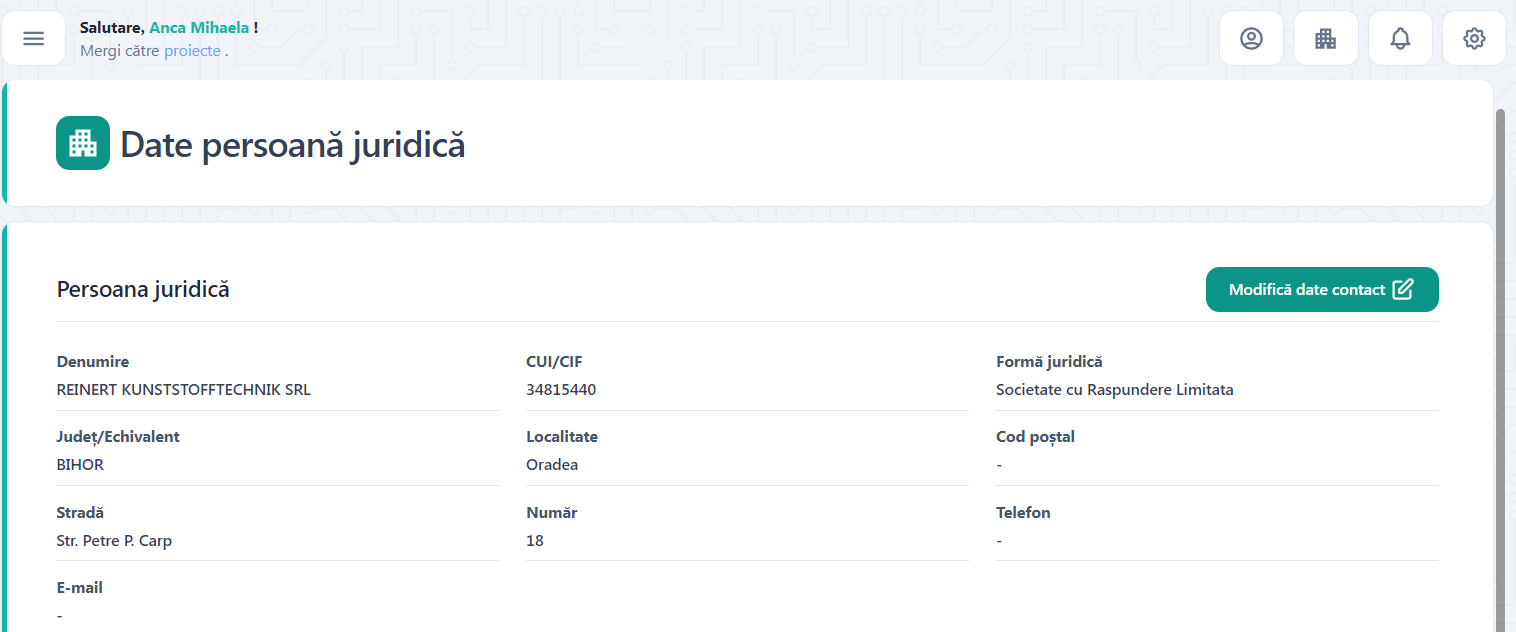 Salutare, Anca Mihaela !
Mergi către proiecte .
Date persoană juridică
Persoana juridică
Modifică date contact
Denumire
REINERT KUNSTSTOFFTECHNIK SRL
CUI/CIF
34815440
Formă juridică
Societate cu Raspundere Limitata
Județ/Echivalent
BIHOR
Localitate
Oradea
Cod poștal
-
Stradă
Str. Petre P. Carp
Număr
18
Telefon
-
E-mail
-